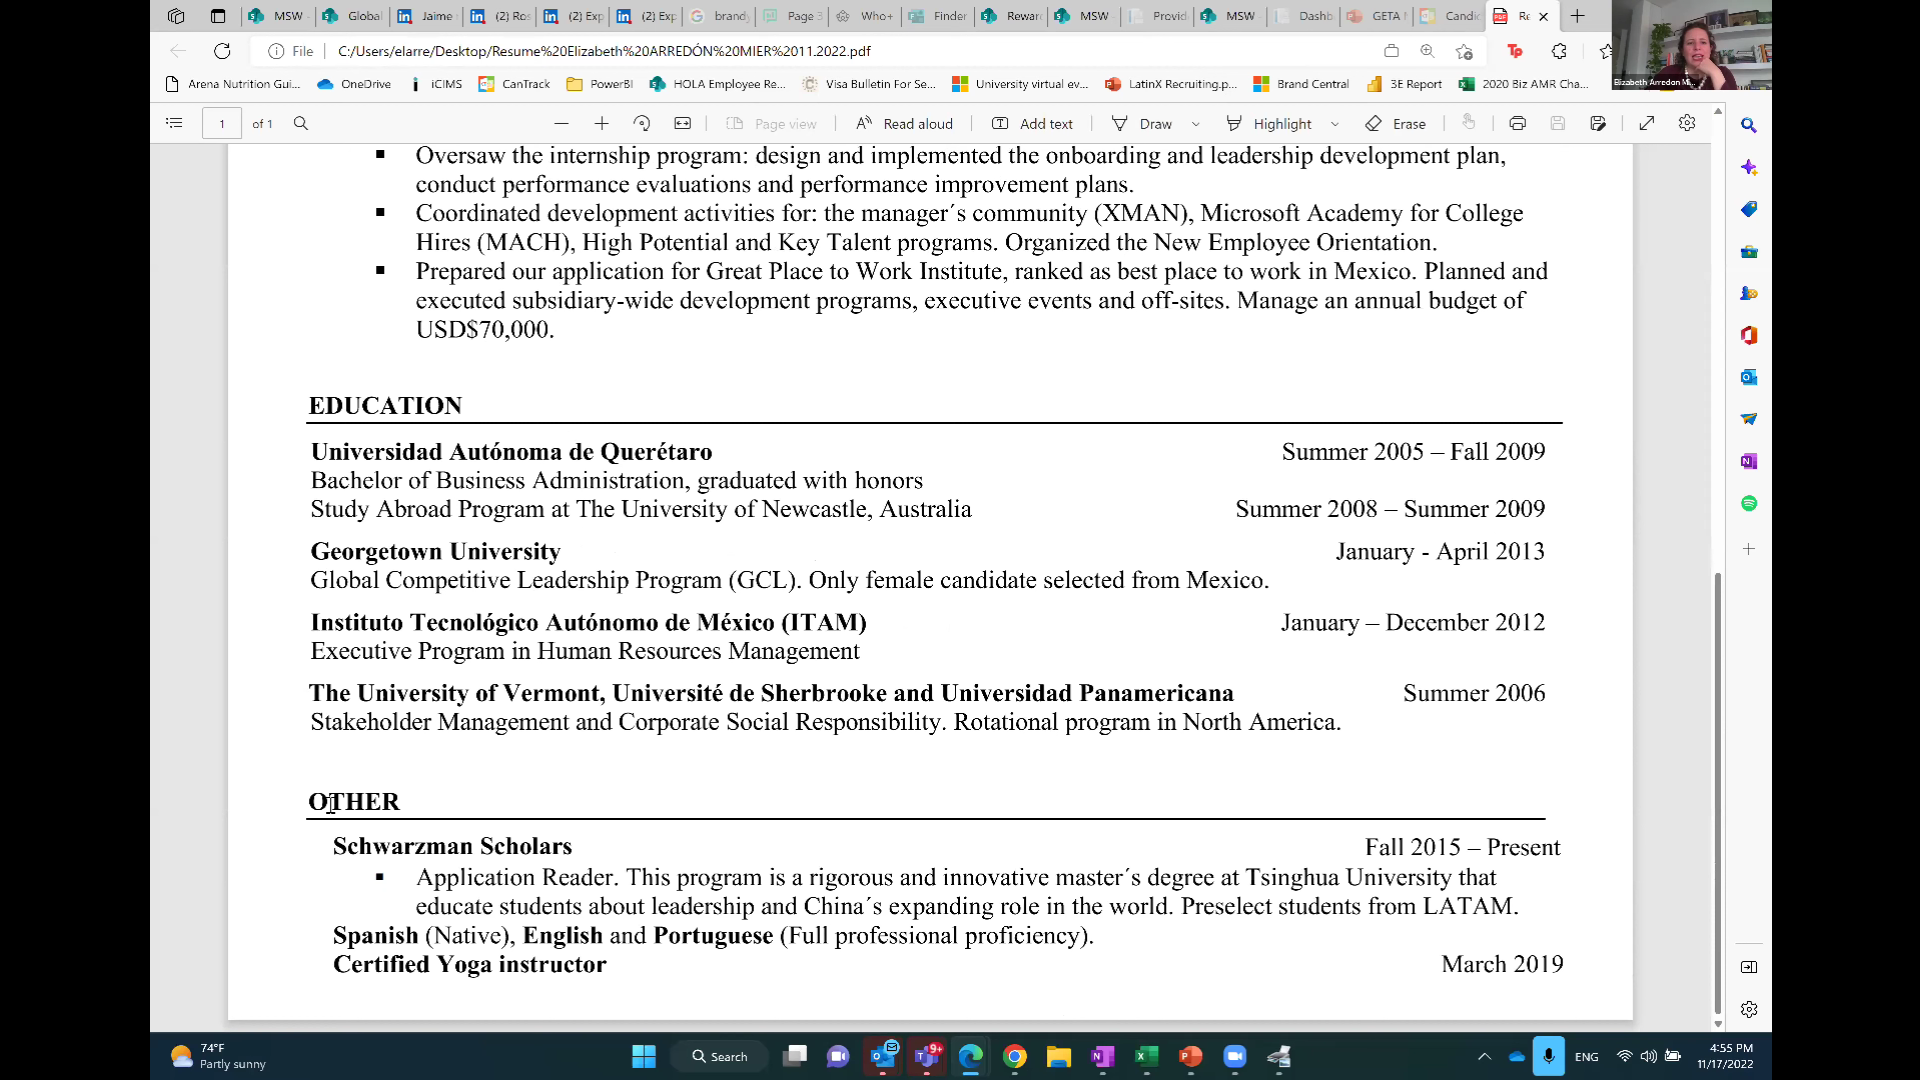 MSW
Global
Jaime
(2) Ros
(2) Exp
(2) Exp
brand
Page 3
Who+
Finder
Rewar
MSW
Provid
MSW
Dashb
GETA
Candic
Re
File
C:/Users/elarre/Desktop/Resume%20Elizabeth%20ARREDÓN%20MIER%2011.2022.pdf
Arena Nutrition Gui...
OneDrive
iCIMS
CanTrack
PowerBI
HOLA Employee Re...
Visa Bulletin For Se...
University virtual ev...
LatinX Recruiting.p...
Brand Central
3E Report
2020 Biz AMR Cha...
Elizabeth Arredon M
1 of 1
Page view
Read aloud
Add text
Draw
Highlight
Erase
▪ Oversaw the internship program: design and implemented the onboarding and leadership development plan,
conduct performance evaluations and performance improvement plans.
▪ Coordinated development activities for: the manager´s community (XMAN), Microsoft Academy for College
Hires (MACH), High Potential and Key Talent programs. Organized the New Employee Orientation.
▪ Prepared our application for Great Place to Work Institute, ranked as best place to work in Mexico. Planned and
executed subsidiary-wide development programs, executive events and off-sites. Manage an annual budget of
USD$70,000.
EDUCATION
Universidad Autónoma de Querétaro Summer 2005 – Fall 2009
Bachelor of Business Administration, graduated with honors
Study Abroad Program at The University of Newcastle, Australia Summer 2008 – Summer 2009
Georgetown University January - April 2013
Global Competitive Leadership Program (GCL). Only female candidate selected from Mexico.
Instituto Tecnológico Autónomo de México (ITAM) January – December 2012
Executive Program in Human Resources Management
The University of Vermont, Université de Sherbrooke and Universidad Panamericana Summer 2006
Stakeholder Management and Corporate Social Responsibility. Rotational program in North America.
OTHER
Schwarzman Scholars Fall 2015 – Present
▪ Application Reader. This program is a rigorous and innovative master´s degree at Tsinghua University that
educate students about leadership and China´s expanding role in the world. Preselect students from LATAM.
Spanish (Native), English and Portuguese (Full professional proficiency).
Certified Yoga instructor March 2019
74°F
Partly sunny
Search
9+
ENG
4:55 PM
11/17/2022